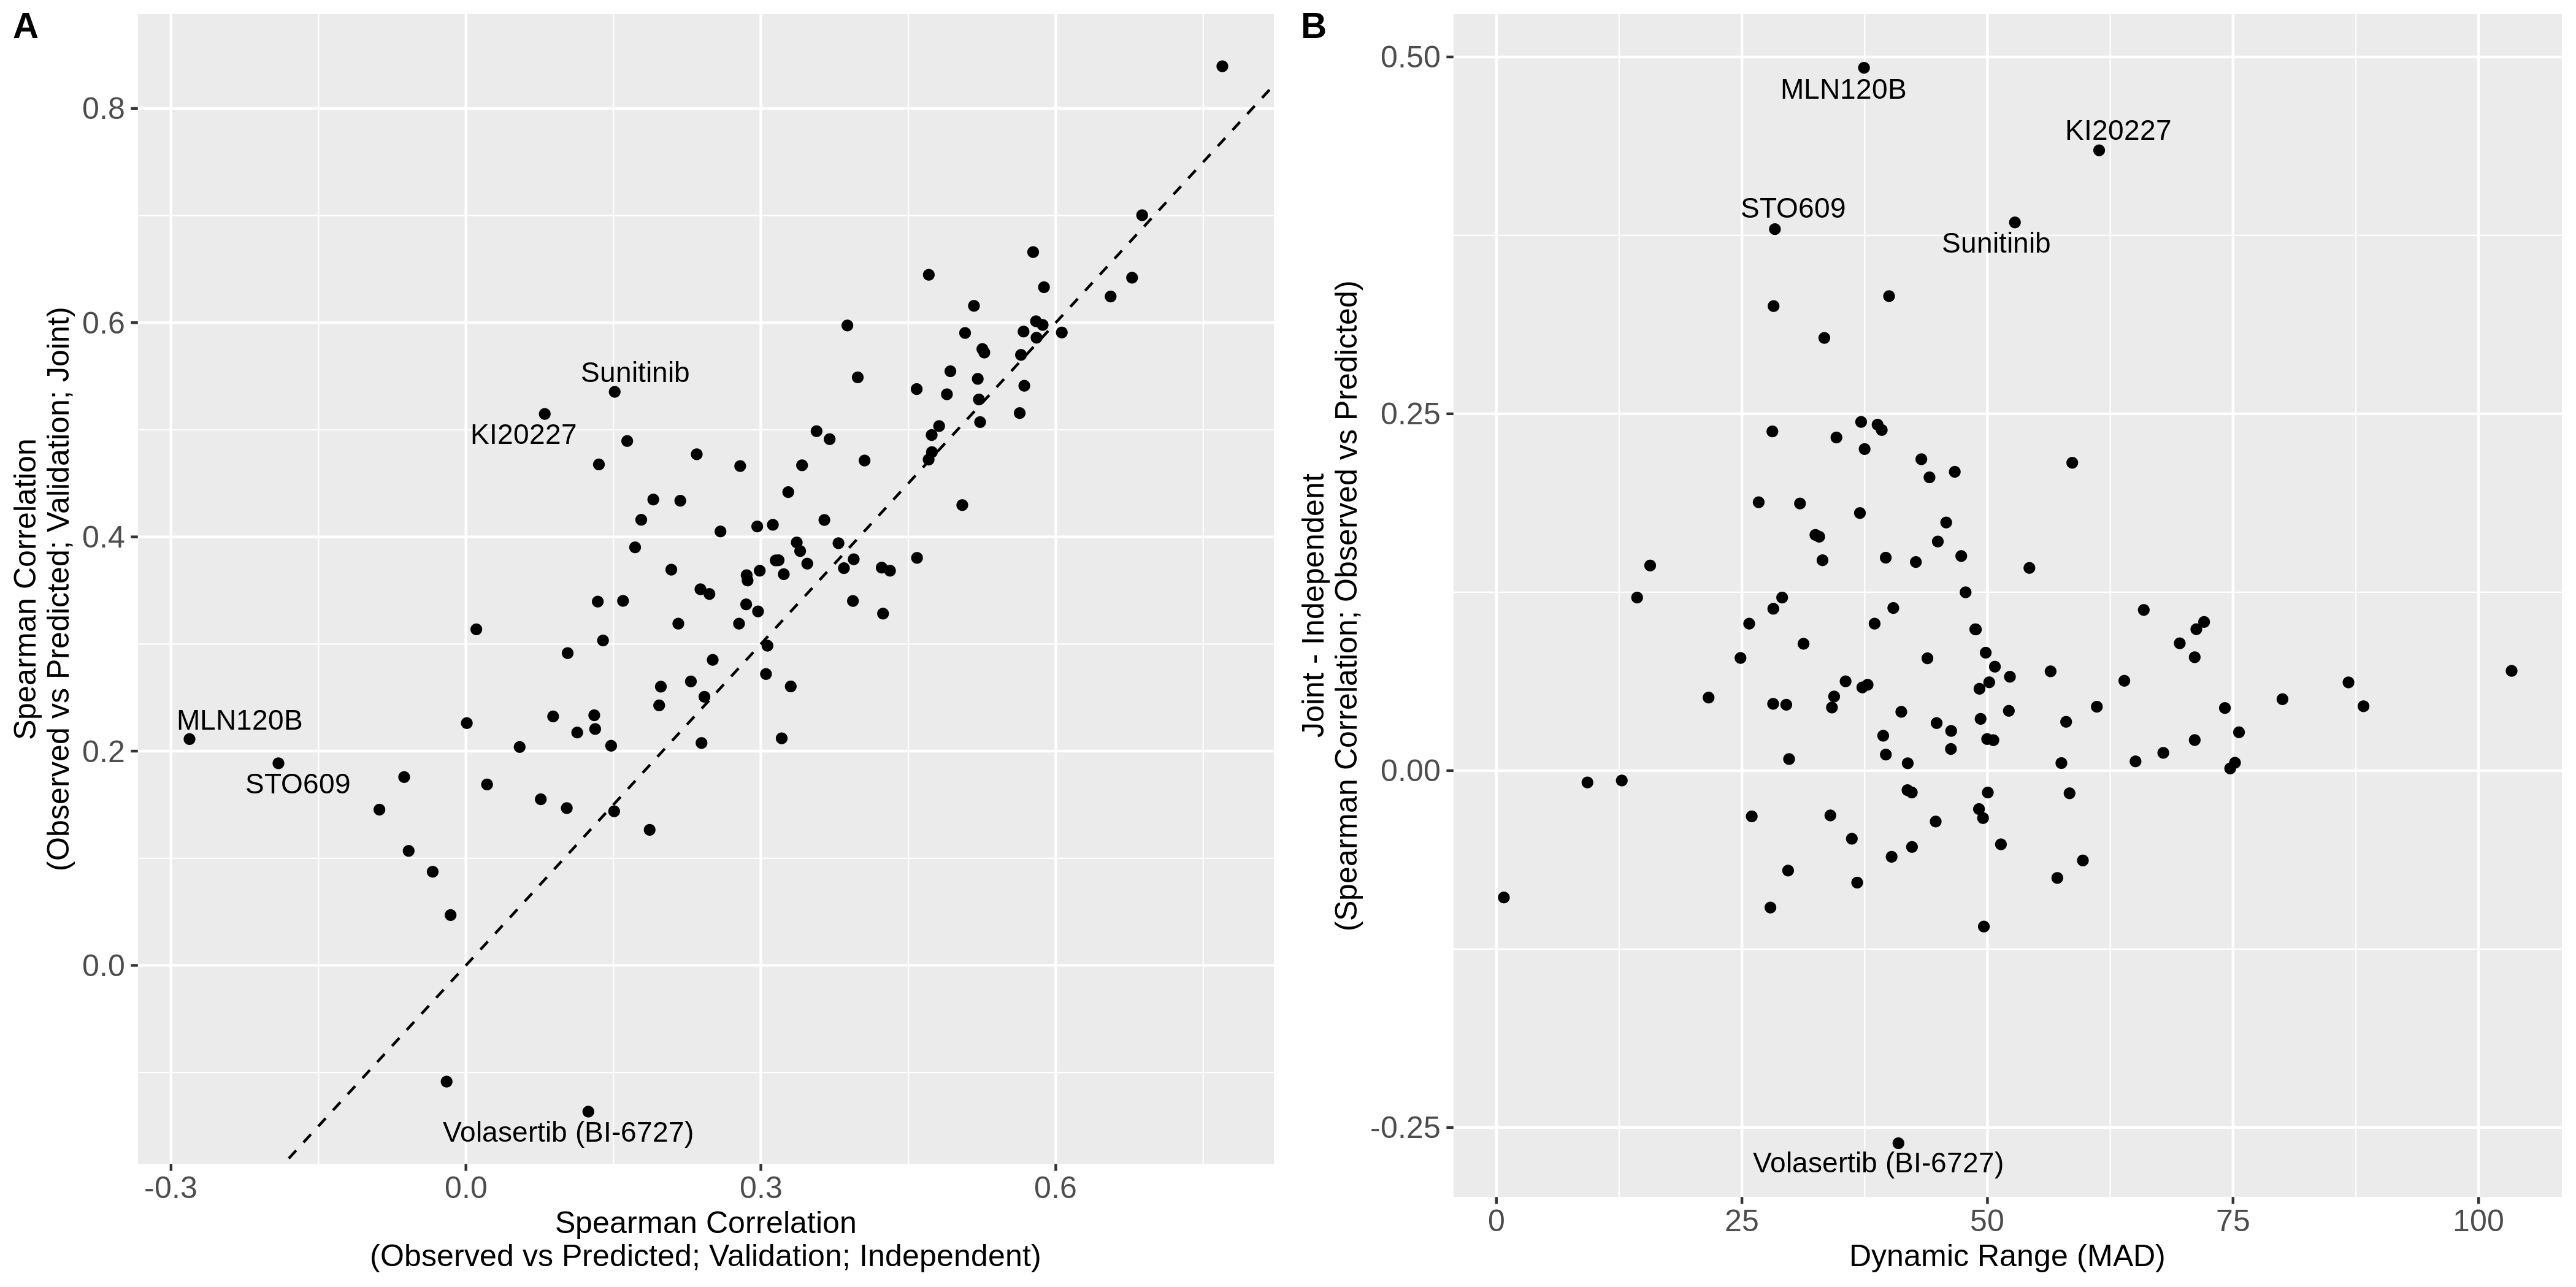 A
Spearman Correlation
(Observed vs Predicted; Validation; Joint)
0.8
0.6
0.4
0.2
0.0
Sunitinib
KI20227
MLN120B
STO609
Volasertib (BI-6727)
-0.3
0.0
0.3
0.6
Spearman Correlation
(Observed vs Predicted; Validation; Independent)
B
Joint - Independent
(Spearman Correlation; Observed vs Predicted)
0.50
0.25
0.00
-0.25
MLN120B
KI20227
STO609
Sunitinib
Volasertib (BI-6727)
0
25
50
75
100
Dynamic Range (MAD)